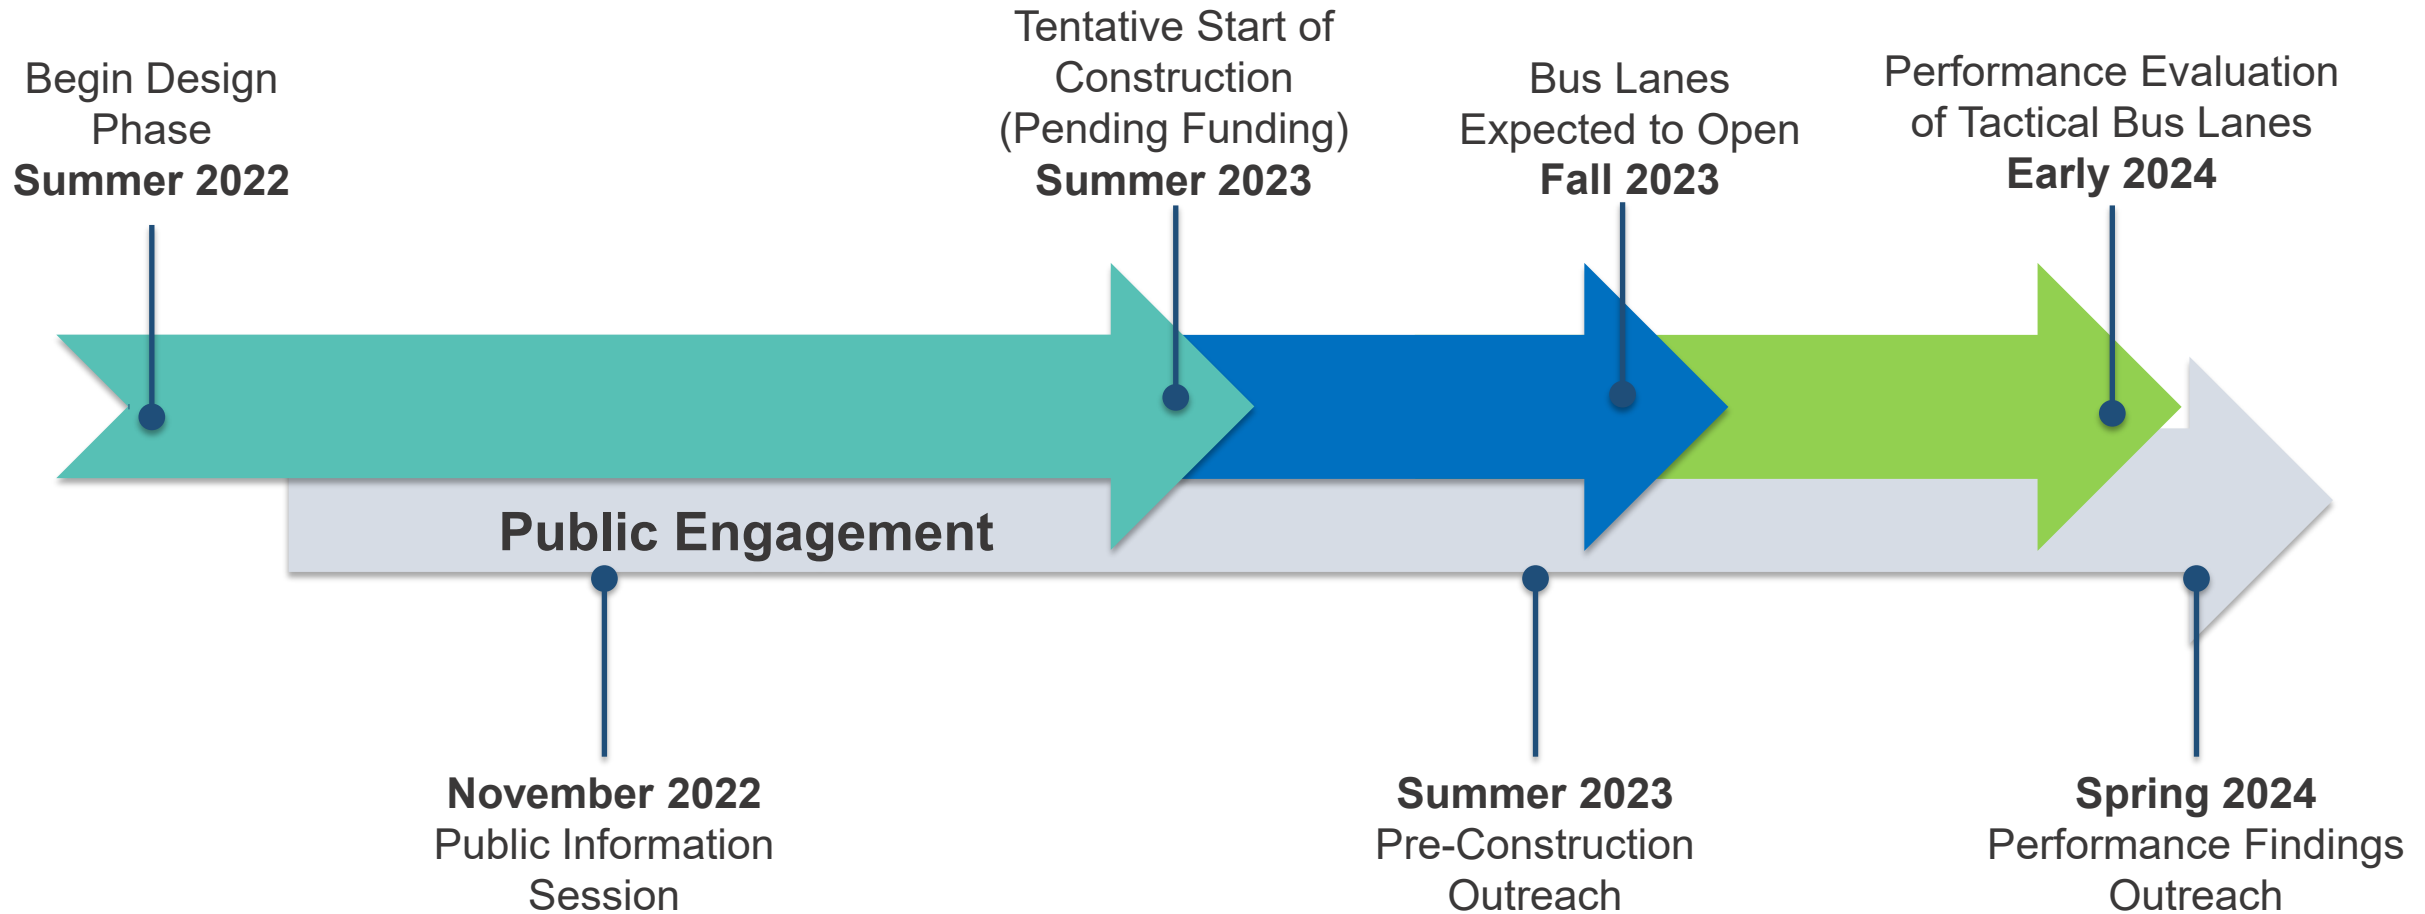 Begin Design
Phase
Summer 2022
Tentative Start of
Construction
(Pending Funding)
Summer 2023
Bus Lanes
Expected to Open
Fall 2023
Performance Evaluation
of Tactical Bus Lanes
Early 2024
Public Engagement
November 2022
Public Information
Session
Summer 2023
Pre-Construction
Outreach
Spring 2024
Performance Findings
Outreach